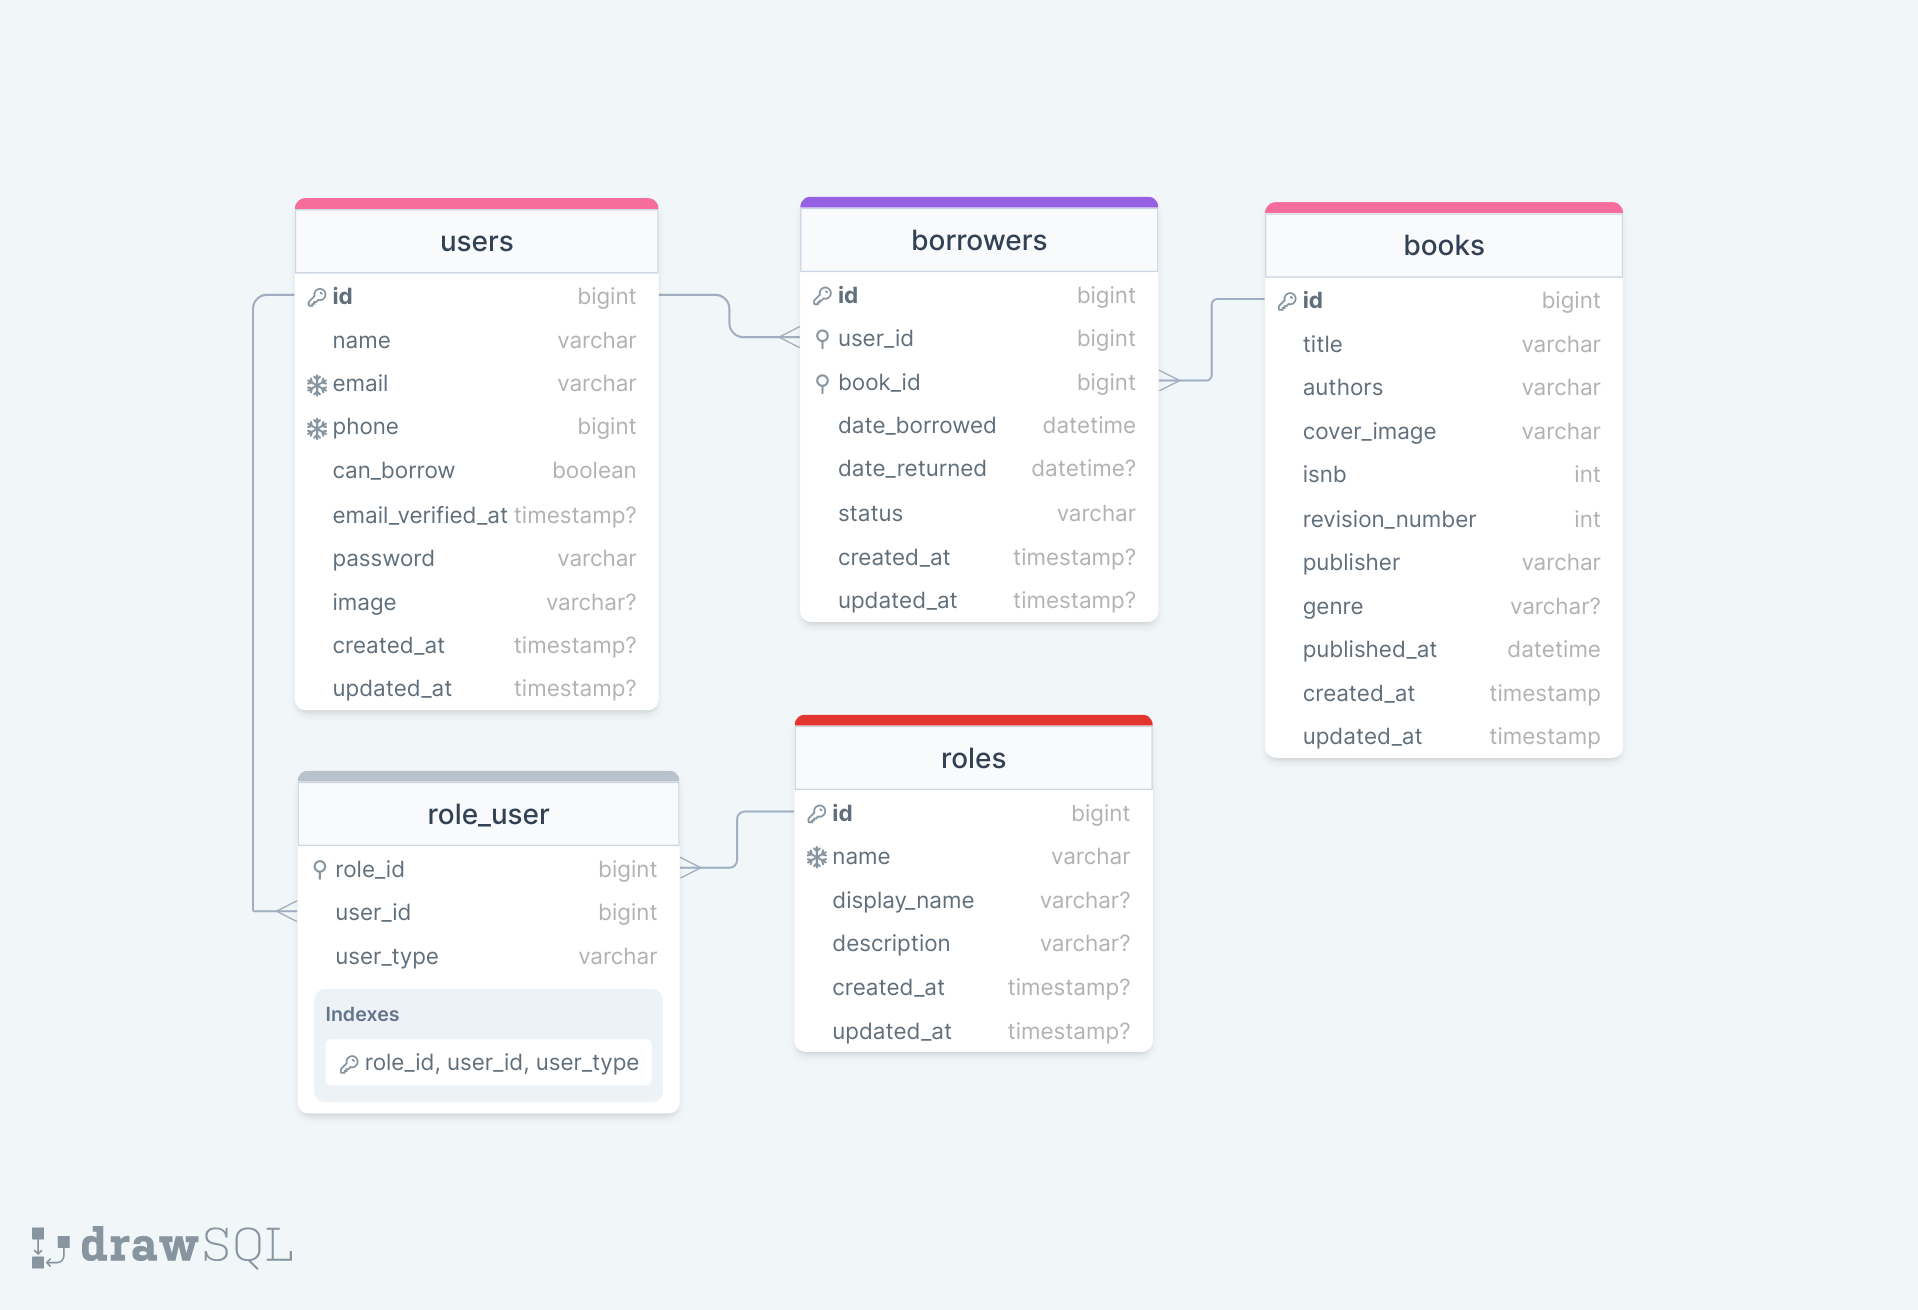 users
id bigint
name varchar
email varchar
phone bigint
can_borrow boolean
email_verified_at timestamp?
password varchar
image varchar?
created_at timestamp?
updated_at timestamp?
borrowers
id bigint
user_id bigint
book_id bigint
date_borrowed datetime
date_returned datetime?
status varchar
created_at timestamp?
updated_at timestamp?
books
id bigint
title varchar
authors varchar
cover_image varchar
isnb int
revision_number int
publisher varchar
genre varchar?
published_at datetime
created_at timestamp
updated_at timestamp
role_user
role_id bigint
user_id bigint
user_type varchar
Indexes
role_id, user_id, user_type
roles
id bigint
name varchar
display_name varchar?
description varchar?
created_at timestamp?
updated_at timestamp?
drawSQL